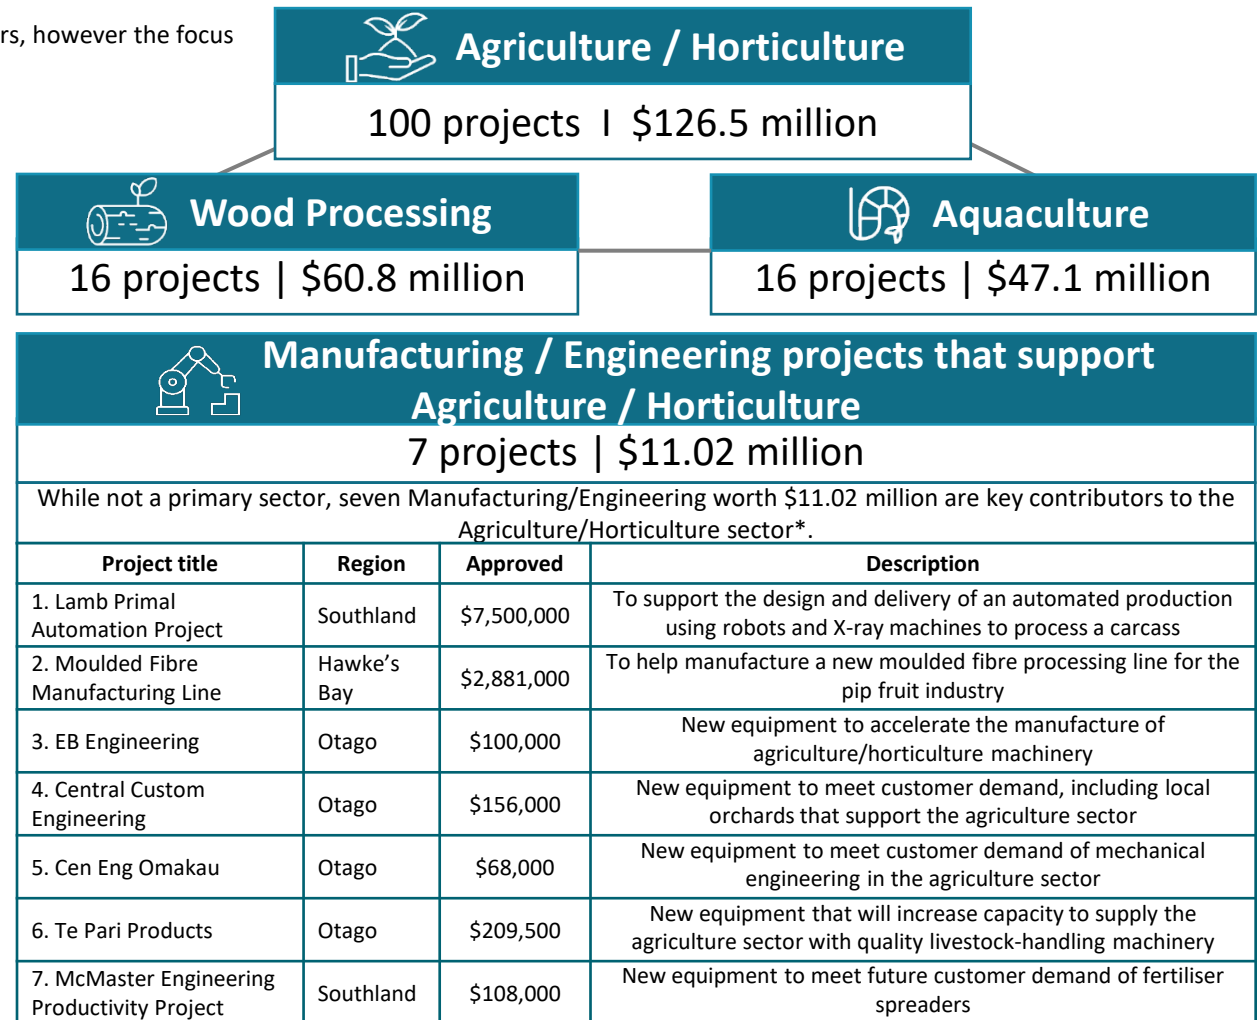 rs, however the focus
Agriculture / Horticulture
100 projects I $126.5 million
Wood Processing
16 projects | $60.8 million
Aquaculture
16 projects | $47.1 million
Manufacturing / Engineering projects that support
Agriculture / Horticulture
7 projects | $11.02 million
While not a primary sector, seven Manufacturing/Engineering worth $11.02 million are key contributors to the
Agriculture/Horticulture sector*.
Project title Region Approved Description
1. Lamb Primal
Automation Project
Southland
$7,500,000
To support the design and delivery of an automated production
using robots and X-ray machines to process a carcass
2. Moulded Fibre
Manufacturing Line
Hawke's
Bay
$2,881,000
To help manufacture a new moulded fibre processing line for the
pip fruit industry
3. EB Engineering
Otago
$100,000
New equipment to accelerate the manufacture of
agriculture/horticulture machinery
4. Central Custom
Engineering
Otago
$156,000
New equipment to meet customer demand, including local
orchards that support the agriculture sector
5. Cen Eng Omakau
Otago
$68,000
New equipment to meet customer demand of mechanical
engineering in the agriculture sector
6. Te Pari Products
Otago
$209,500
New equipment that will increase capacity to supply the
agriculture sector with quality livestock-handling machinery
7. McMaster Engineering
Productivity Project
Southland
$108,000
New equipment to meet future customer demand of fertiliser
spreaders